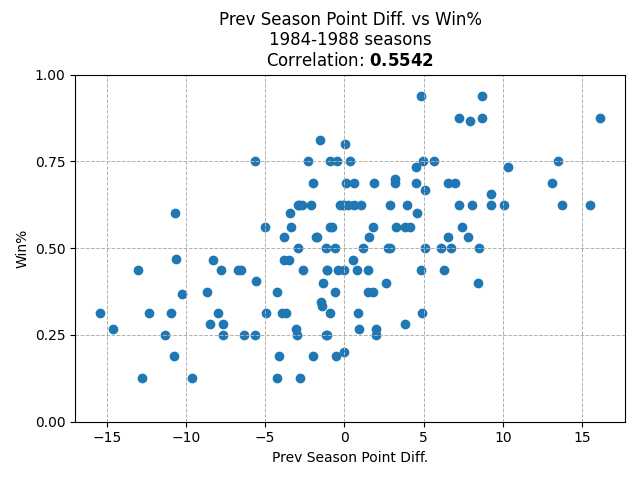 Prev Season Point Diff. vs Win%
1984-1988 seasons
Correlation: 0.5542
1.00
0.75
0.50
0.25
0.00
Win%
−15 −10 −5 0 5 10 15
Prev Season Point Diff.